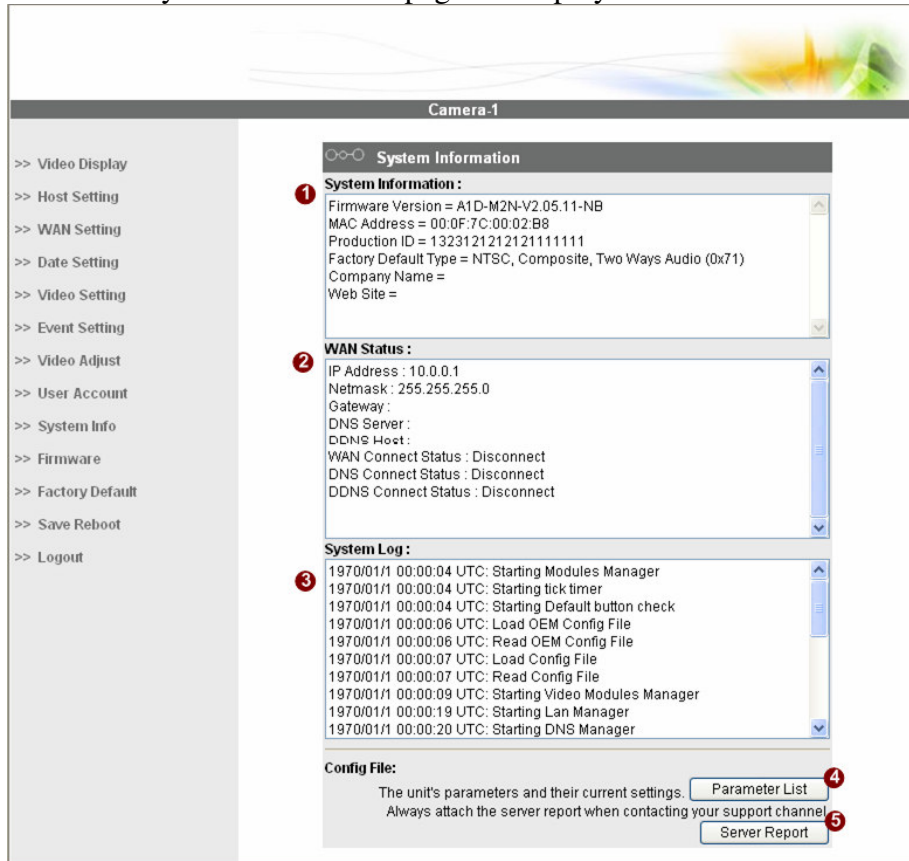 Camera-1
>> Video Display
>> Host Setting
>> WAN Setting
>> Date Setting
>> Video Setting
>> Event Setting
>> Video Adjust
>> User Account
>> System Info
>> Firmware
>> Factory Default
>> Save Reboot
>> Logout
System Information
1
System Information :
Firmware Version = A1D-M2N-V2.05.11-NB
MAC Address = 00:0F:7C:00:02:B8
Production ID = 1323121212121111111
Factory Default Type = NTSC, Composite, Two Ways Audio (0x71)
Company Name =
Web Site =
2
WAN Status :
IP Address : 10.0.0.1
Netmask : 255.255.255.0
Gateway :
DNS Server :
DDNS Host :
WAN Connect Status : Disconnect
DNS Connect Status : Disconnect
DDNS Connect Status : Disconnect
3
System Log :
1970/01/1 00:00:04 UTC: Starting Modules Manager
1970/01/1 00:00:04 UTC: Starting tick timer
1970/01/1 00:00:04 UTC: Starting Default button check
1970/01/1 00:00:06 UTC: Load OEM Config File
1970/01/1 00:00:06 UTC: Read OEM Config File
1970/01/1 00:00:07 UTC: Load Config File
1970/01/1 00:00:07 UTC: Read Config File
1970/01/1 00:00:09 UTC: Starting Video Modules Manager
1970/01/1 00:00:19 UTC: Starting Lan Manager
1970/01/1 00:00:20 UTC: Starting DNS Manager
Config File:
The unit's parameters and their current settings. Parameter List 4
Always attach the server report when contacting your support channel
Server Report 5